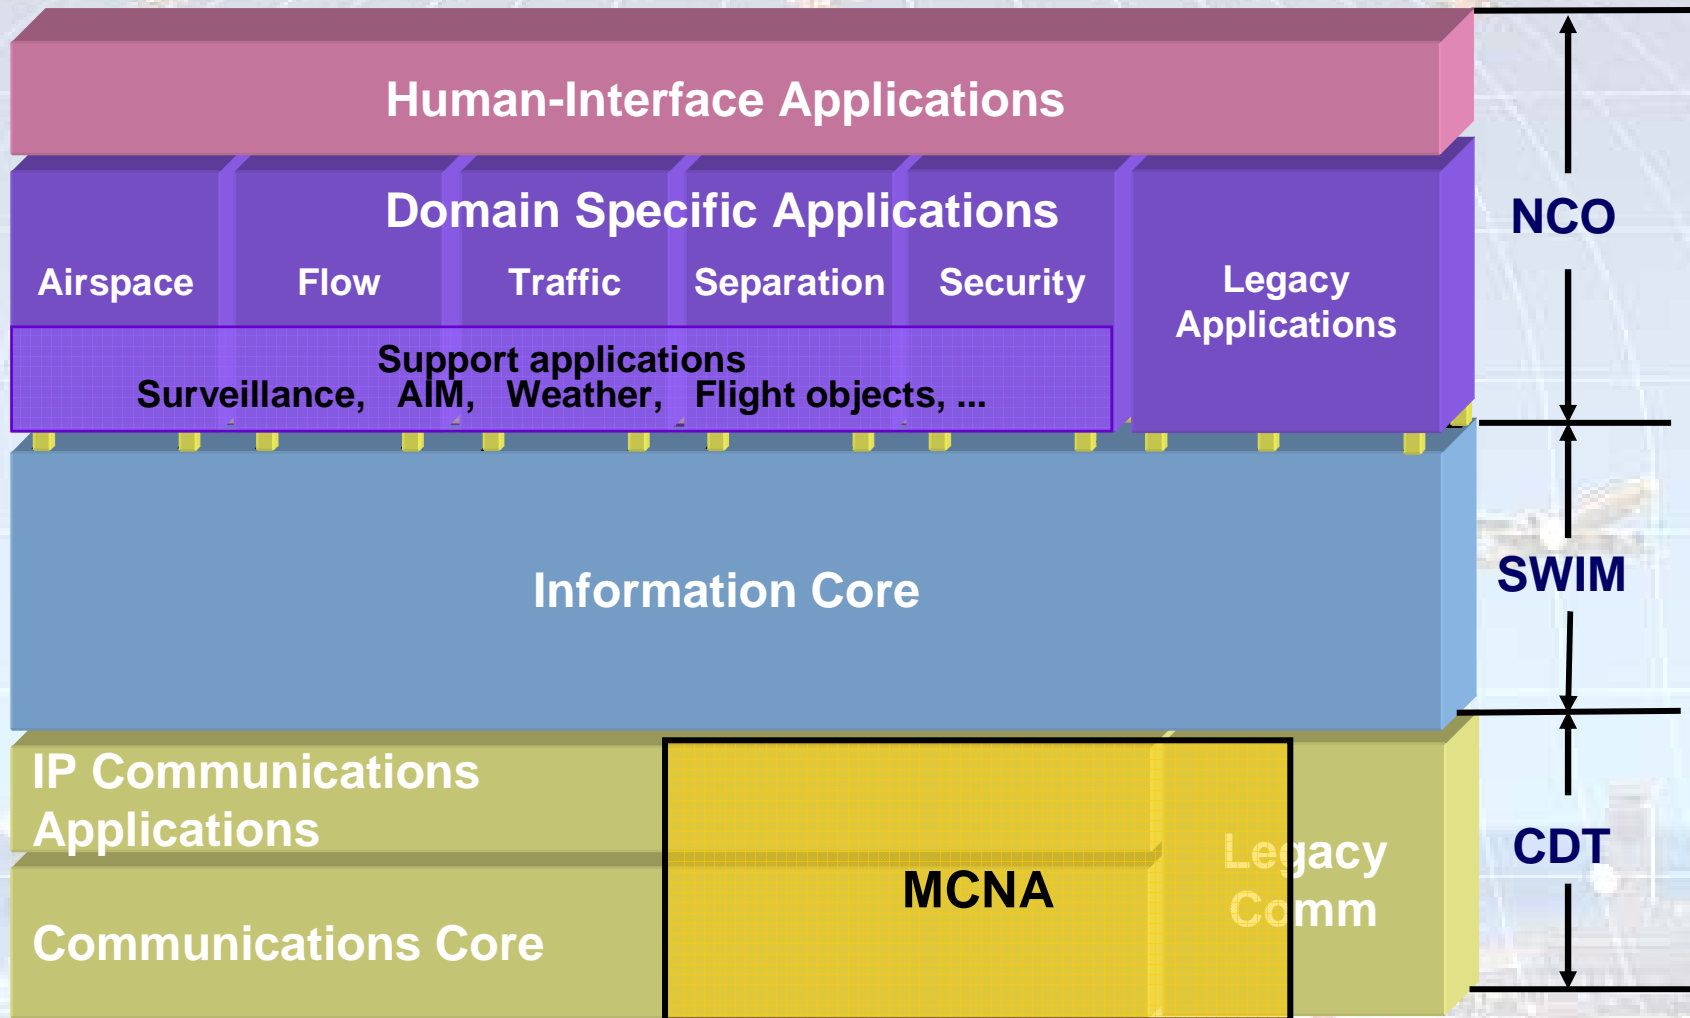 Human-Interface Applications
Domain Specific Applications
Airspace
Flow
Traffic
Separation
Security
Legacy
Applications
Support applications
Surveillance, AIM, Weather, Flight objects, ...
NCO
Information Core
SWIM
IP Communications
Applications
Communications Core
MCNA
Legacy
Comm
CDT